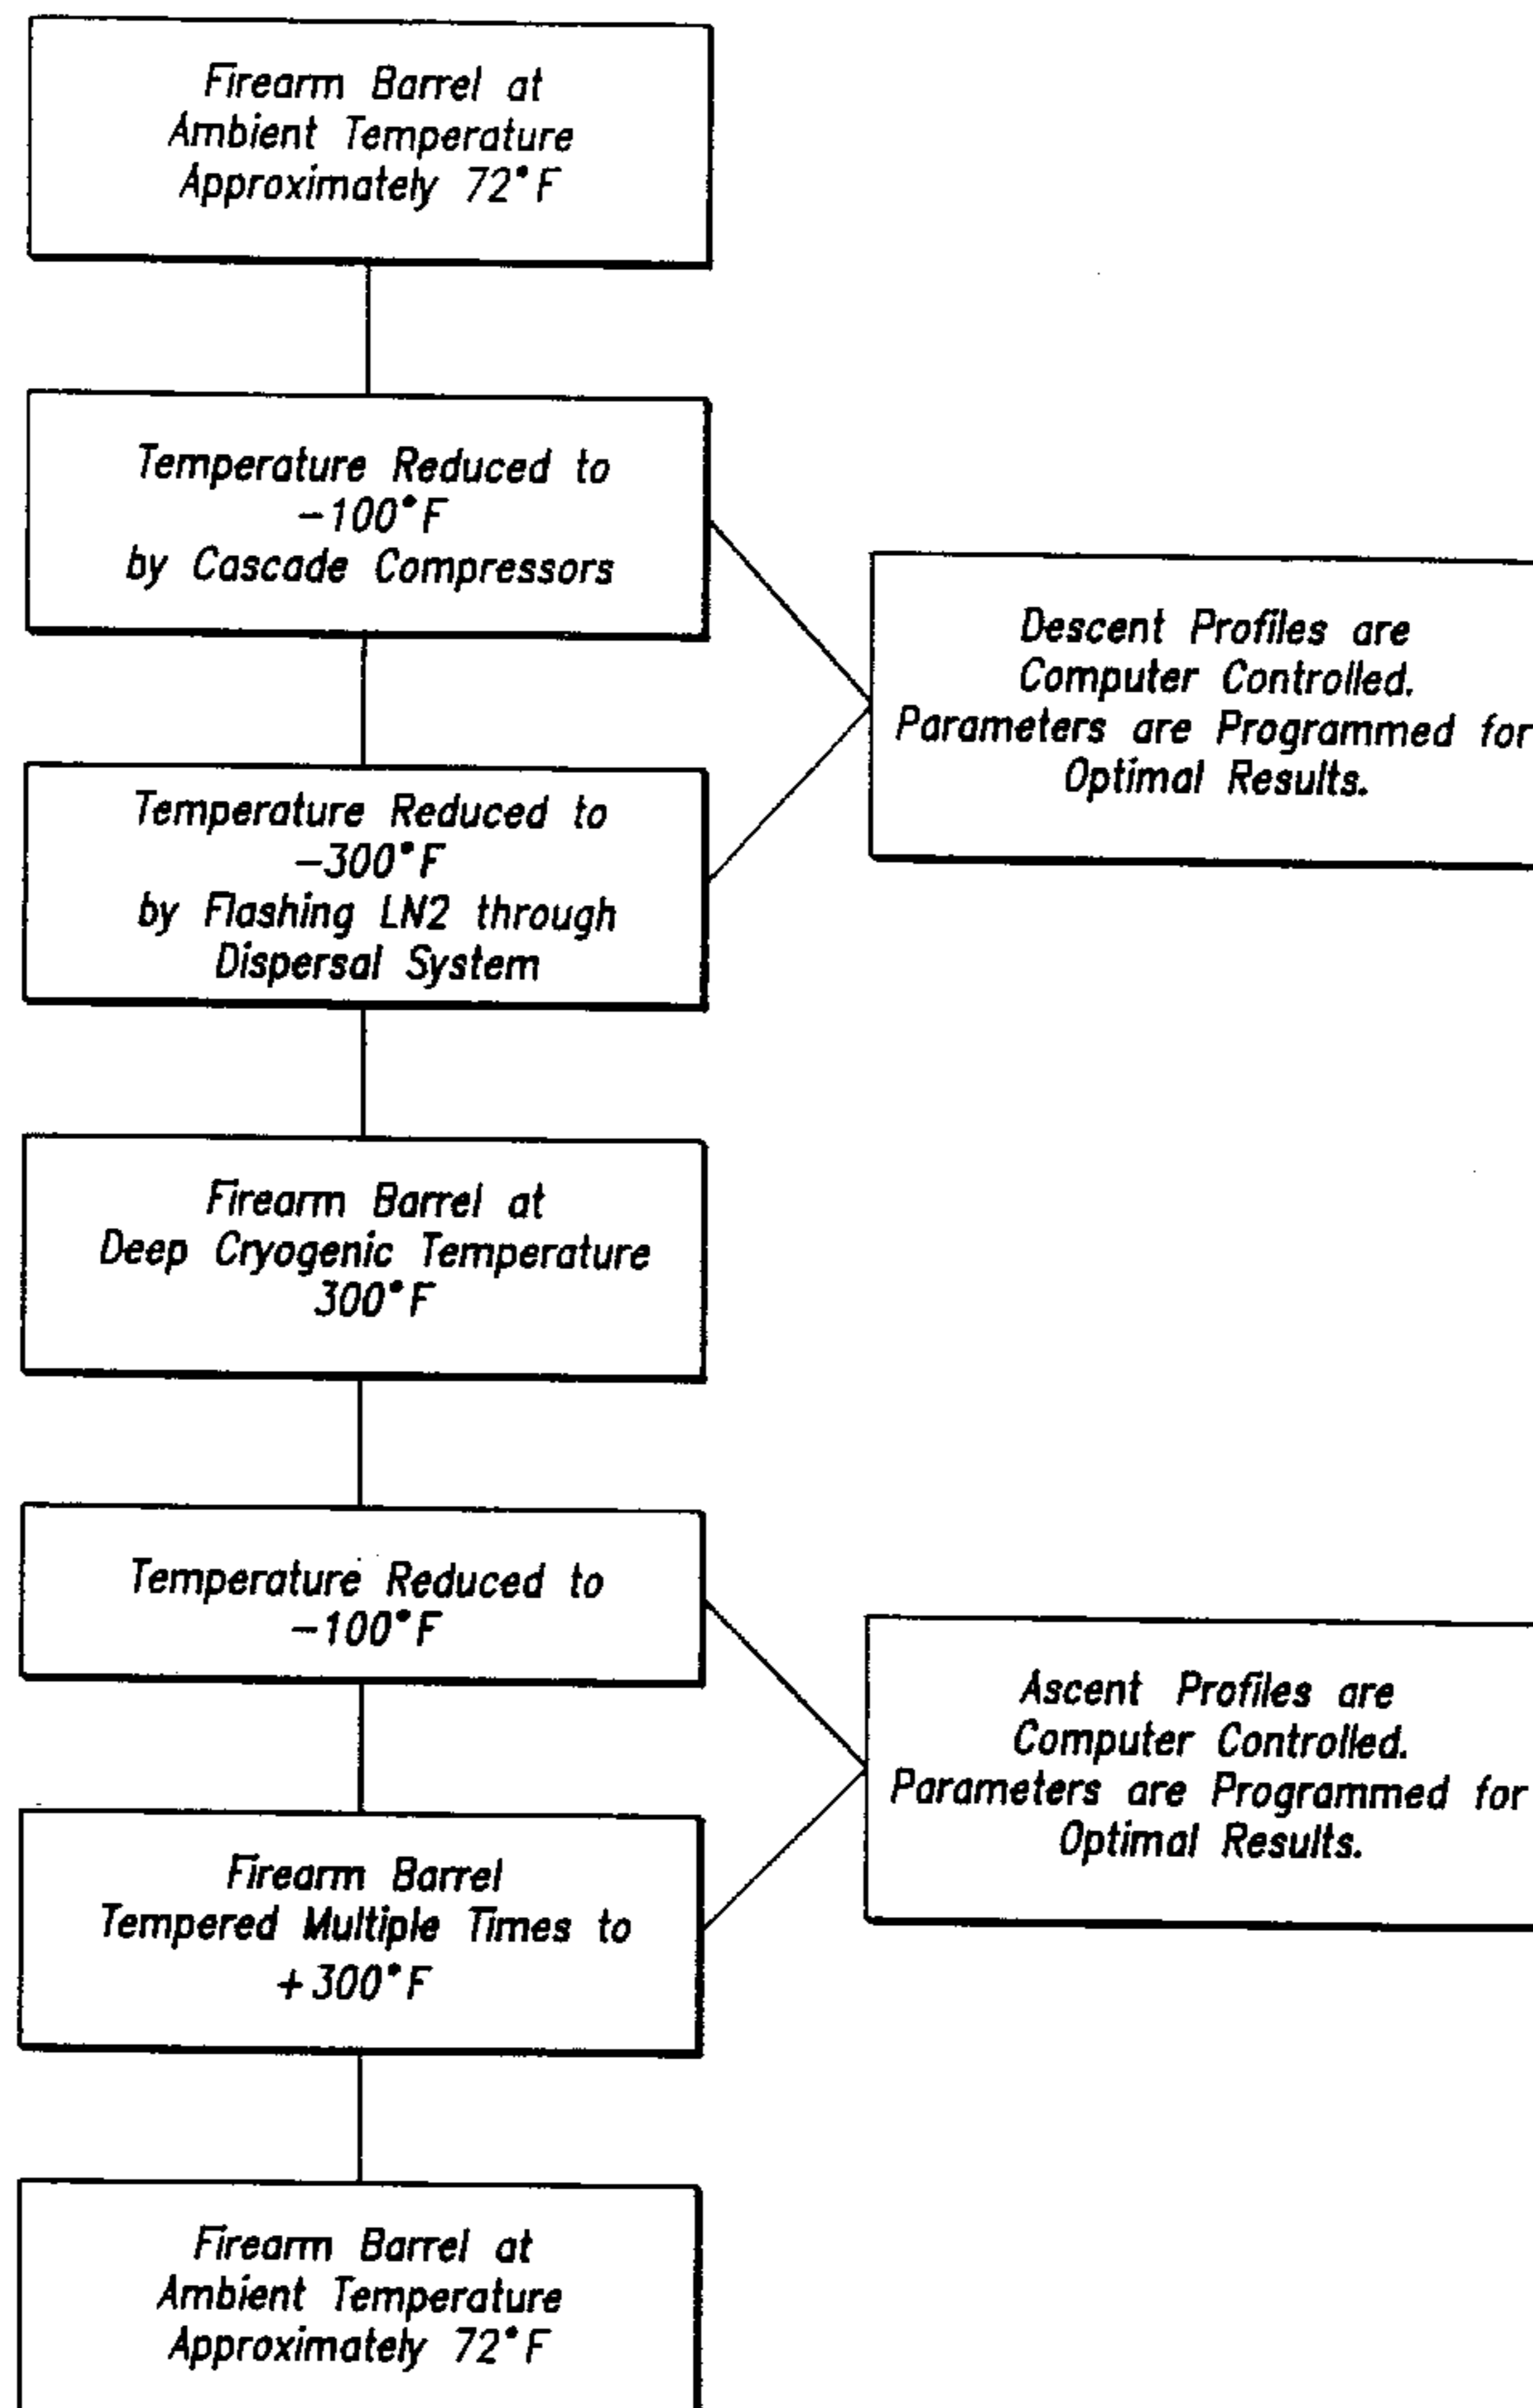 Firearm Barrel at
Ambient Temperature
Approximately 72°F
Temperature Reduced to
-100°F
by Cascade Compressors
Descent Profiles are
Computer Controlled.
Parameters are Programmed for
Optimal Results.
Temperature Reduced to
-300°F
by Flashing LN2 through
Dispersal System
Firearm Barrel at
Deep Cryogenic Temperature
300°F
Temperature Reduced to
-100°F
Ascent Profiles are
Computer Controlled.
Parameters are Programmed for
Optimal Results.
Firearm Barrel
Tempered Multiple Times to
+300°F
Firearm Barrel at
Ambient Temperature
Approximately 72°F